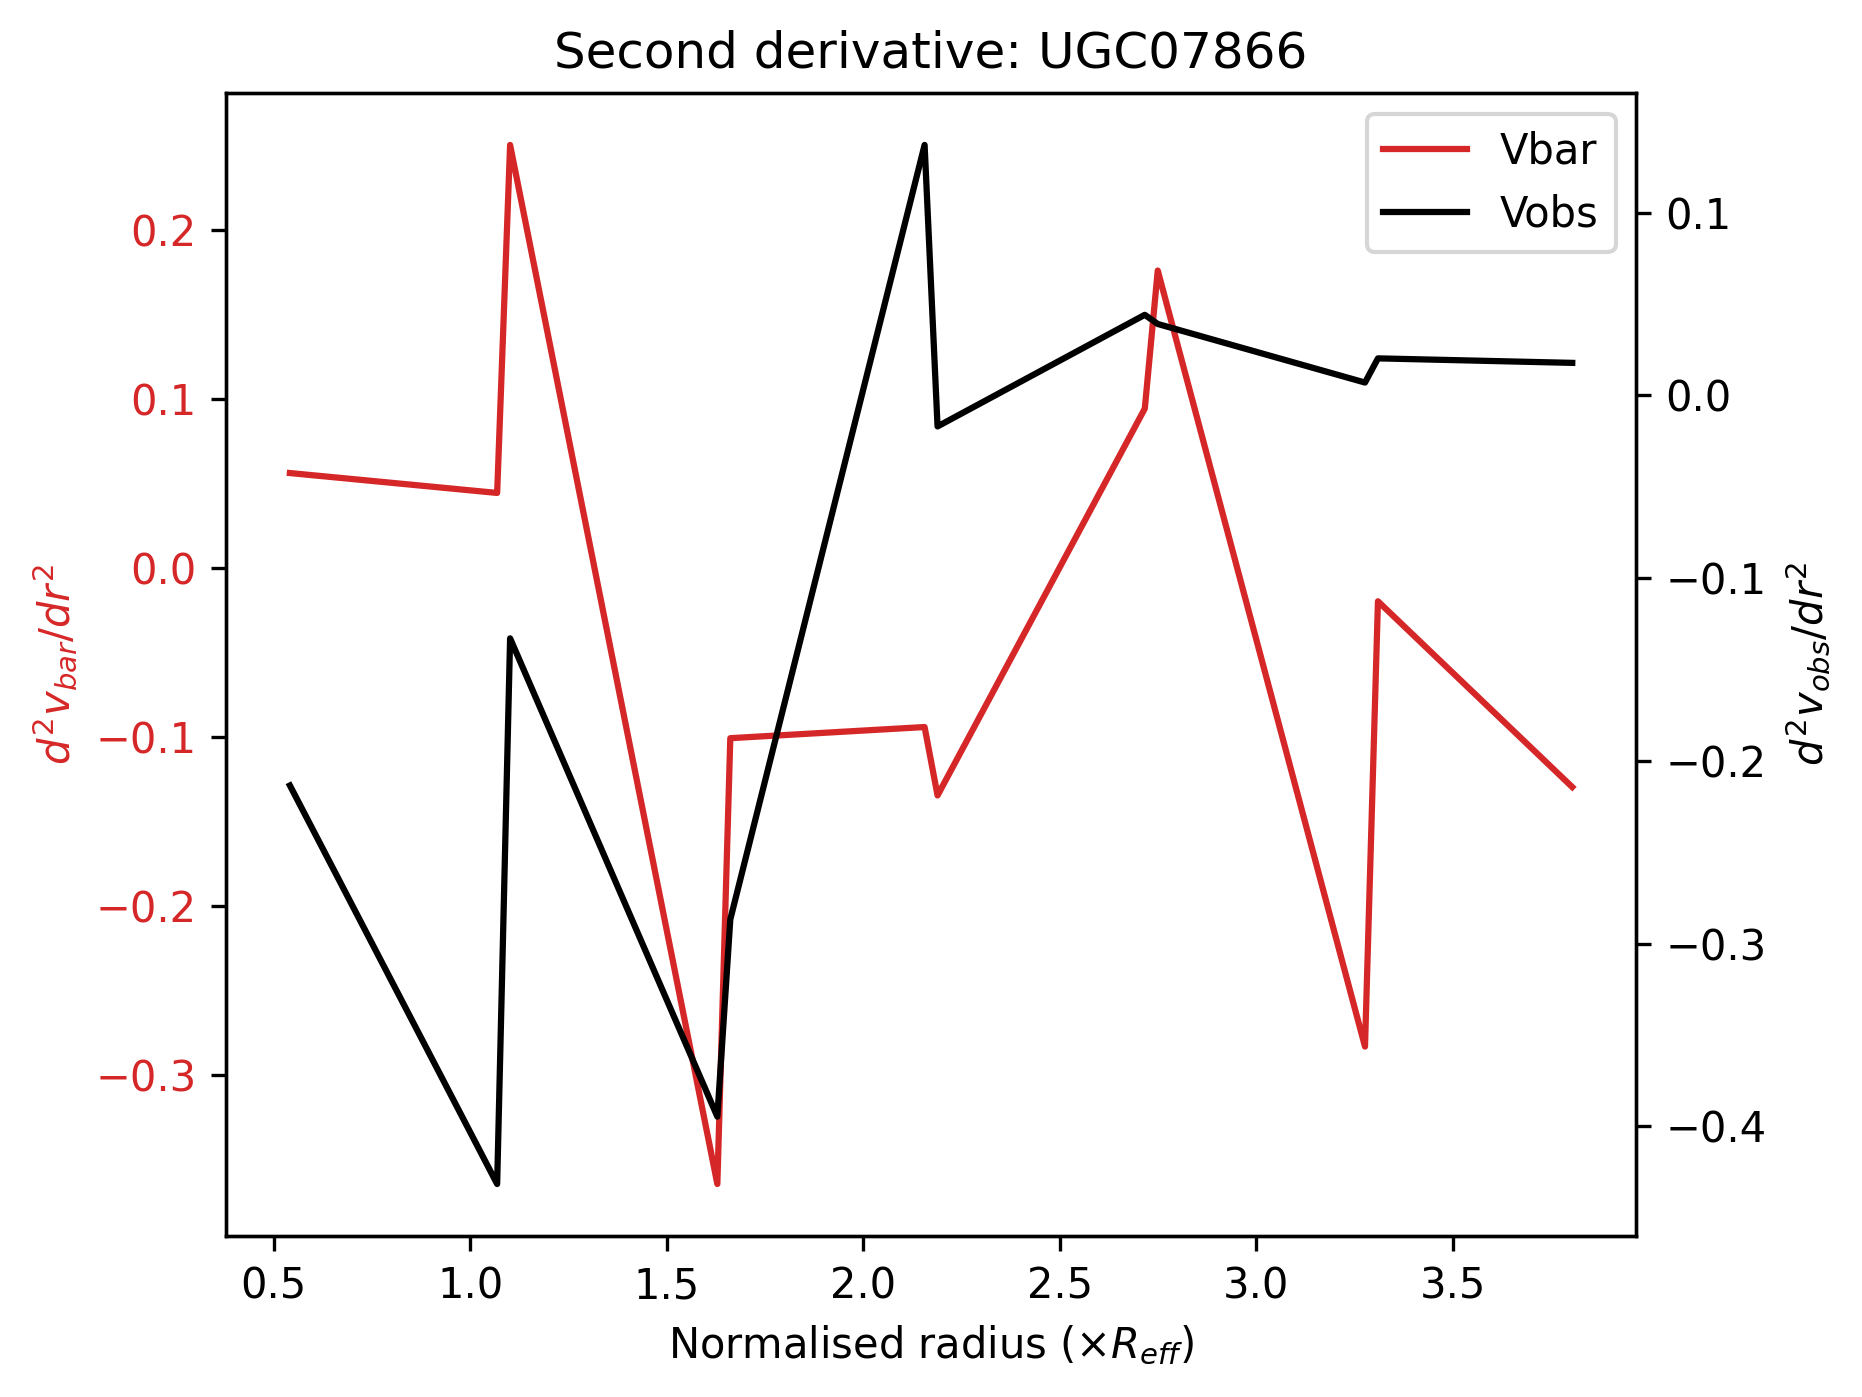 Second derivative: UGC07866
Vbar
Vobs
0.2
0.1
0.0
−0.1
−0.2
−0.3
d²v_bar/dr²
0.1
0.0
−0.1
−0.2
−0.3
−0.4
d²v_obs/dr²
0.5 1.0 1.5 2.0 2.5 3.0 3.5
Normalised radius (×R_eff)